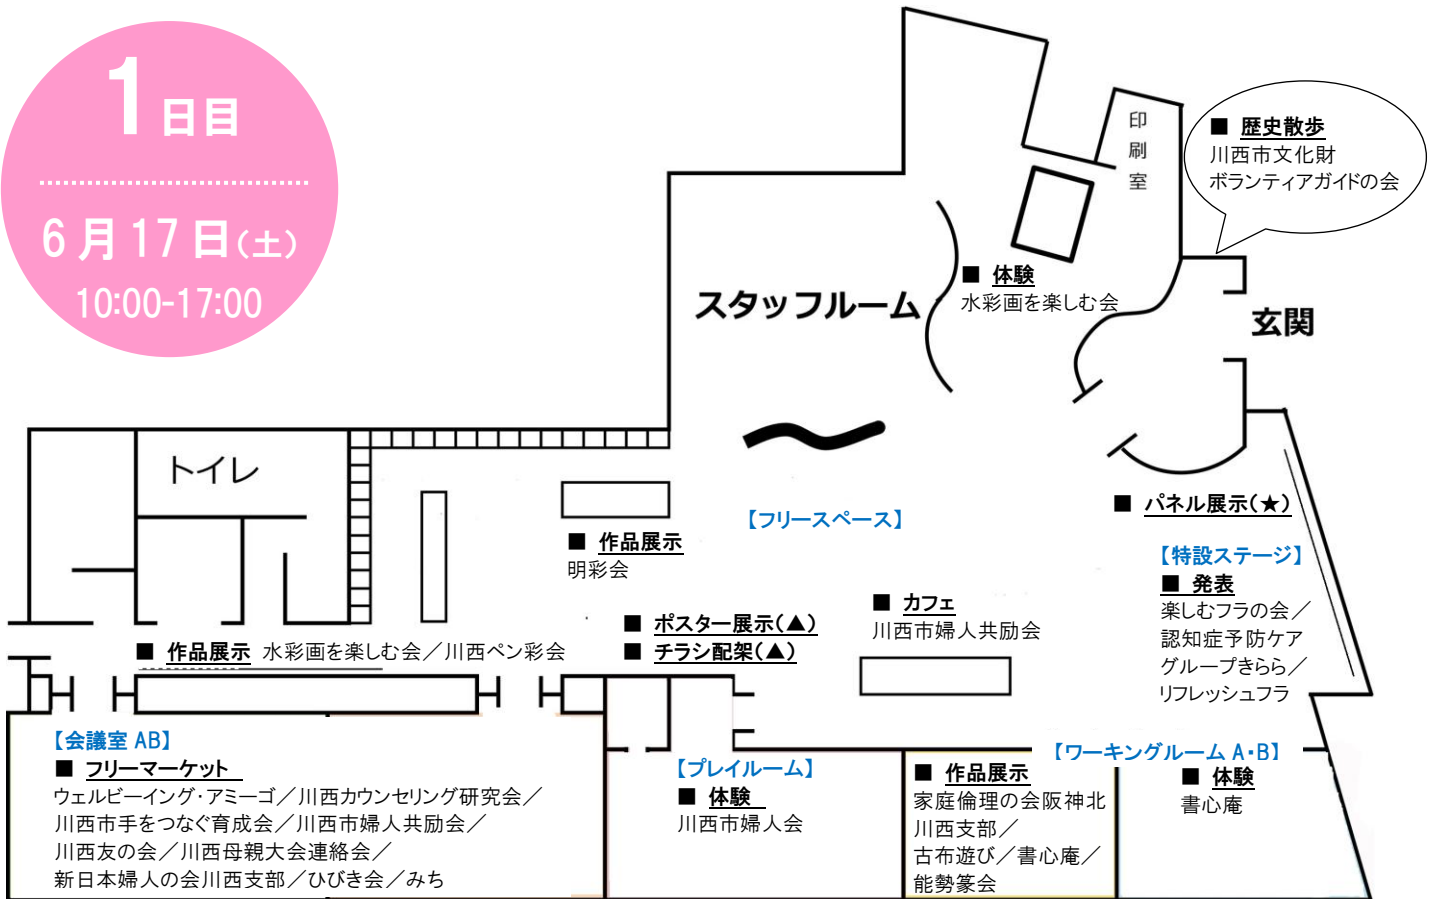 1日目
6月17日(土)
10:00-17:00
印刷室
■ 歴史散歩
川西市文化財
ボランティアガイドの会
■ 体験
水彩画を楽しむ会
スタッフルーム
玄関
トイレ
【フリースペース】
■ パネル展示(★)
■ 作品展示
明彩会
【特設ステージ】
■ 発表
楽しむフラの会／
認知症予防ケア
グループきらら／
リフレッシュフラ
■ カフェ
川西市婦人共励会
■ ポスター展示(▲)
■ チラシ配架(▲)
■ 作品展示 水彩画を楽しむ会／川西ペン彩会
【会議室 AB】
■ フリーマーケット
ウェルビーイング・アミーゴ／川西カウンセリング研究会／
川西市手をつなぐ育成会／川西市婦人共励会／
川西友の会／川西母親大会連絡会／
新日本婦人の会川西支部／ひびき会／みち
【プレイルーム】
■ 体験
川西市婦人会
【ワーキングルーム A・B】
■ 作品展示
家庭倫理の会阪神北
川西支部／
古布遊び／書心庵／
能勢篆会
■ 体験
書心庵